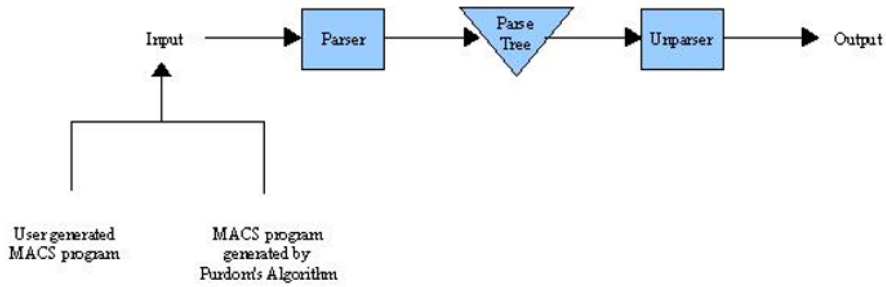 Input
Parser
Parse
Tree
Unparser
Output
User generated
MACS program
MACS program
generated by
Purdom's Algorithm